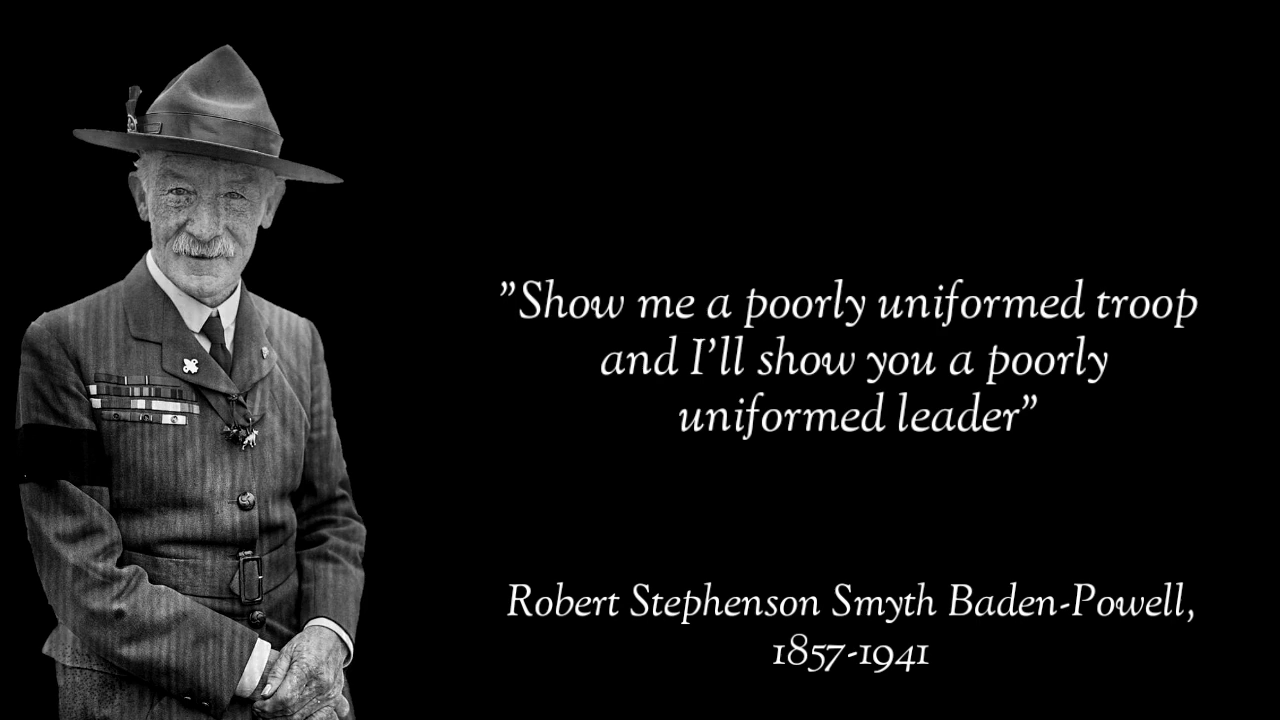 ”Show me a poorly uniformed troop
and I’ll show you a poorly
uniformed leader”
Robert Stephenson Smyth Baden-Powell,
1857-1941